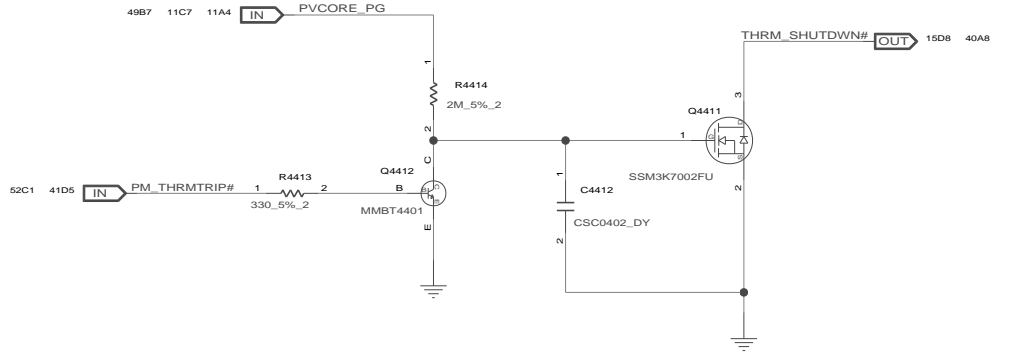 49B7 11C7 11A4 IN PVCORE_PG
THRM_SHUTDWN# OUT 15D8 40A8
1
R4414
2M_5%_2
2
3
Q4411
1
G
D
S
SSM3K7002FU
2
C
Q4412
52C1 41D5 IN PM_THRMTRIP# 1 R4413 2 B
330_5%_2
C
B
E
MMBT4401
E
1
C4412
CSC0402_DY
2